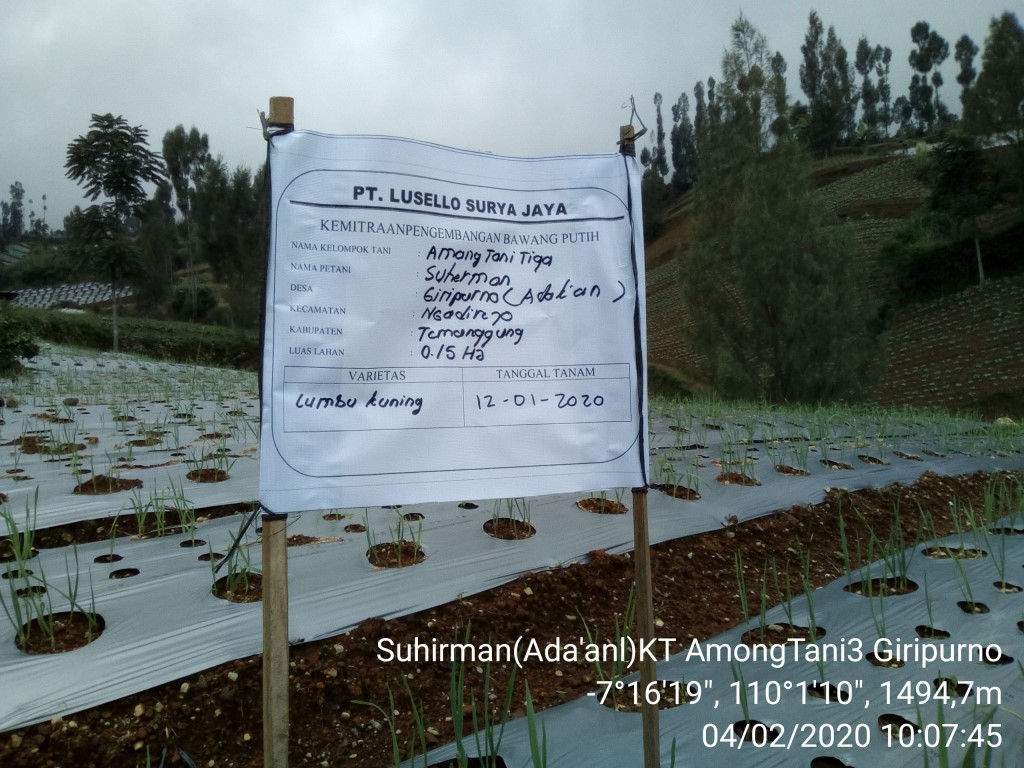 PT. LUSELLO SURYA JAYA
KEMITRAANPENGEMBANGAN BAWANG PUTIH
NAMA KELOMPOK TANI : Among Tani Tiga
NAMA PETANI : Suherman
DESA : Giripurno (Ada'an)
KECAMATAN : Ngadirejo
KABUPATEN : Temanggung
LUAS LAHAN : 0.15 Ha
VARIETAS TANGGAL TANAM
Lumbu kuning 12-01-2020
Suhirman(Ada'anl)KT AmongTani3 Giripurno
-7°16'19", 110°1'10", 1494,7m
04/02/2020 10:07:45